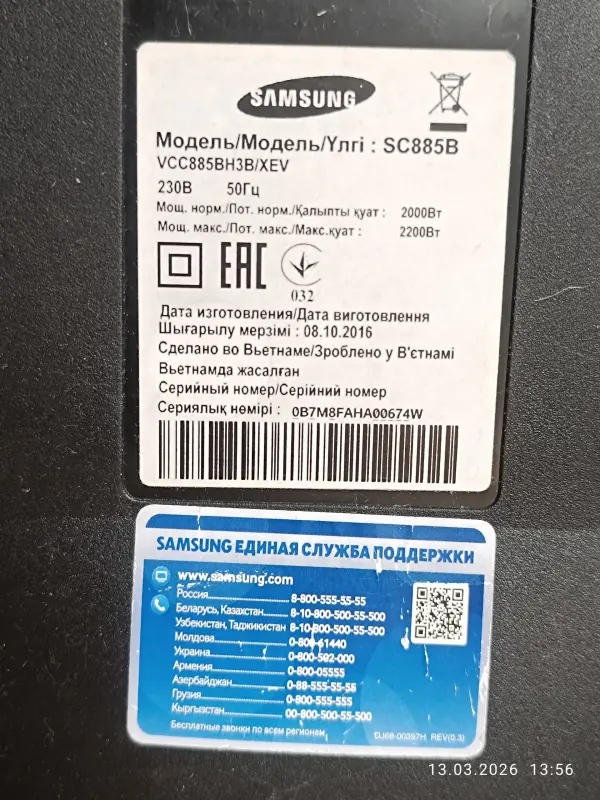 SAMSUNG
Модель/Модель/Үлгі : SC885B
VCC885BH3B/XEV
230В 50Гц
Мощ. норм./Пот. норм./Қалыпты қуат : 2000Вт
Мощ. макс./Пот. макс./Макс.қуат : 2200Вт
EAC
032
Дата изготовления/Дата виготовлення
Шығарылу мерзімі : 08.10.2016
Сделано во Вьетнаме/Зроблено у В'єтнамі
Вьетнамда жасалған
Серийный номер/Серійний номер
Сериялық немірі : 0B7M8FAHA00674W
SAMSUNG ЕДИНАЯ СЛУЖБА ПОДДЕРЖКИ
www.samsung.com
Россия 8-800-555-55-55
Беларусь, Казахстан 8-10-800-500-55-500
Узбекистан, Таджикистан 8-10-800-500-55-500
Молдова 0-800-61440
Украина 0-800-502-000
Армения 0-800-05555
Азербайджан 0-88-555-55-55
Грузия 0-800-555-555
Кыргызстан 00-800-500-55-500
Бесплатные звонки по всем регионам
DJ68-00397H REV(0.3)
13.03.2026 13:56